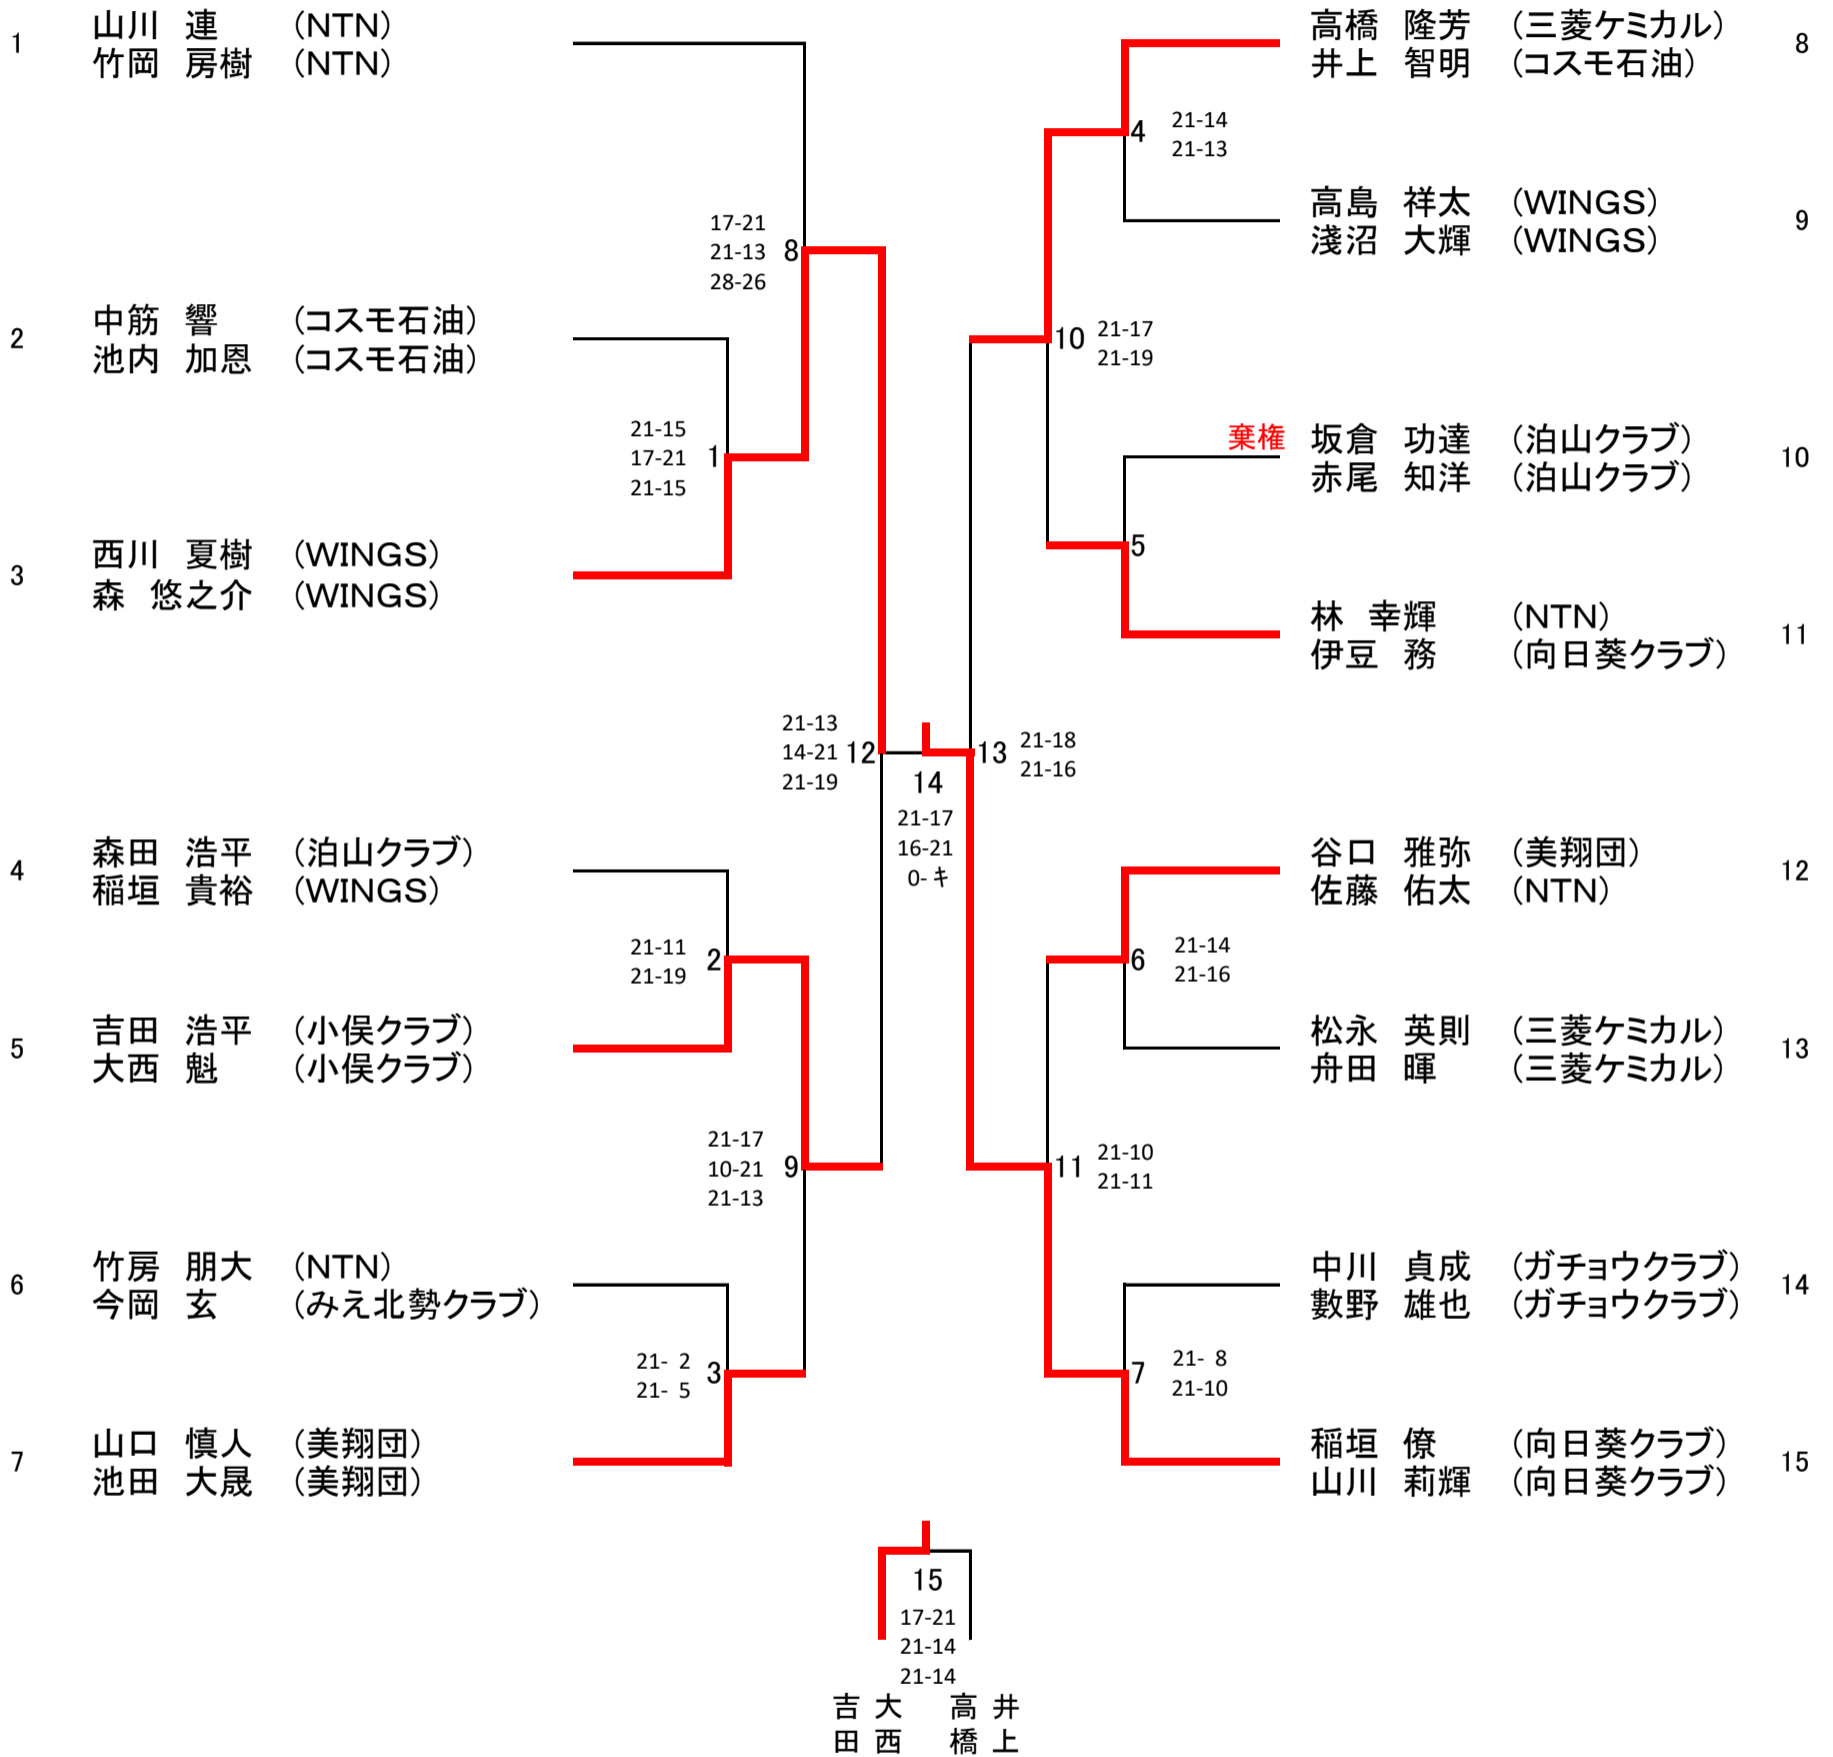 1
山川 連 (NTN)
竹岡 房樹 (NTN)
2
中筋 響 (コスモ石油)
池内 加恩 (コスモ石油)
3
西川 夏樹 (WINGS)
森 悠之介 (WINGS)
4
森田 浩平 (泊山クラブ)
稲垣 貴裕 (WINGS)
5
吉田 浩平 (小俣クラブ)
大西 魁 (小俣クラブ)
6
竹房 朋大 (NTN)
今岡 玄 (みえ北勢クラブ)
7
山口 慎人 (美翔団)
池田 大晟 (美翔団)
17-21
21-13 8
28-26
21-15
17-21 1
21-15
21-13
14-21 12
21-19
21-11 2
21-19
21-17
10-21 9
21-13
21- 2 3
21- 5
14
21-17
16-21
0- キ
高橋 隆芳 (三菱ケミカル)
井上 智明 (コスモ石油)
8
4 21-14
21-13
高島 祥太 (WINGS)
淺沼 大輝 (WINGS)
9
10 21-17
21-19
棄権 坂倉 功達 (泊山クラブ)
赤尾 知洋 (泊山クラブ)
10
5
林 幸輝 (NTN)
伊豆 務 (向日葵クラブ)
11
13 21-18
21-16
谷口 雅弥 (美翔団)
佐藤 佑太 (NTN)
12
6 21-14
21-16
松永 英則 (三菱ケミカル)
舟田 暉 (三菱ケミカル)
13
11 21-10
21-11
中川 貞成 (ガチョウクラブ)
數野 雄也 (ガチョウクラブ)
14
7 21- 8
21-10
稲垣 僚 (向日葵クラブ)
山川 莉輝 (向日葵クラブ)
15
15
17-21
21-14
21-14
吉田
大西
高橋
井上